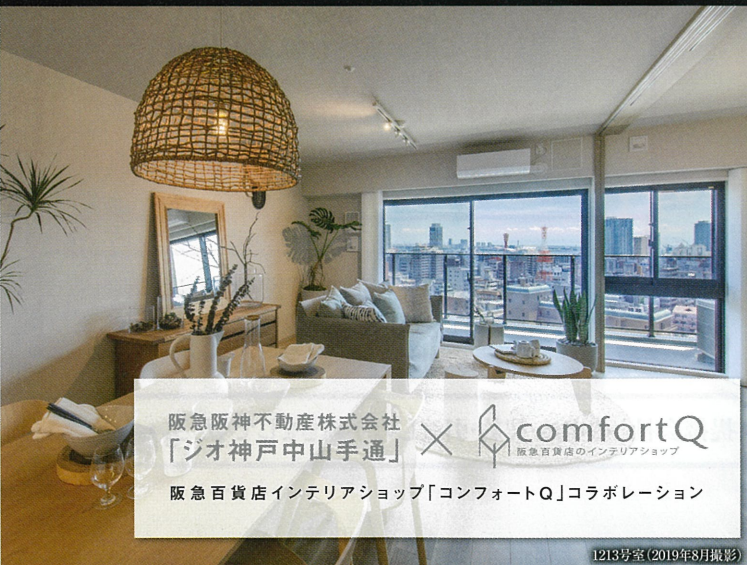 阪急阪神不動産株式会社
「ジオ神戸中山手通」
×
comfortQ
阪急百貨店のインテリアショップ
阪急百貨店インテリアショップ「コンフォートQ」コラボレーション
1213号室(2019年8月撮影)